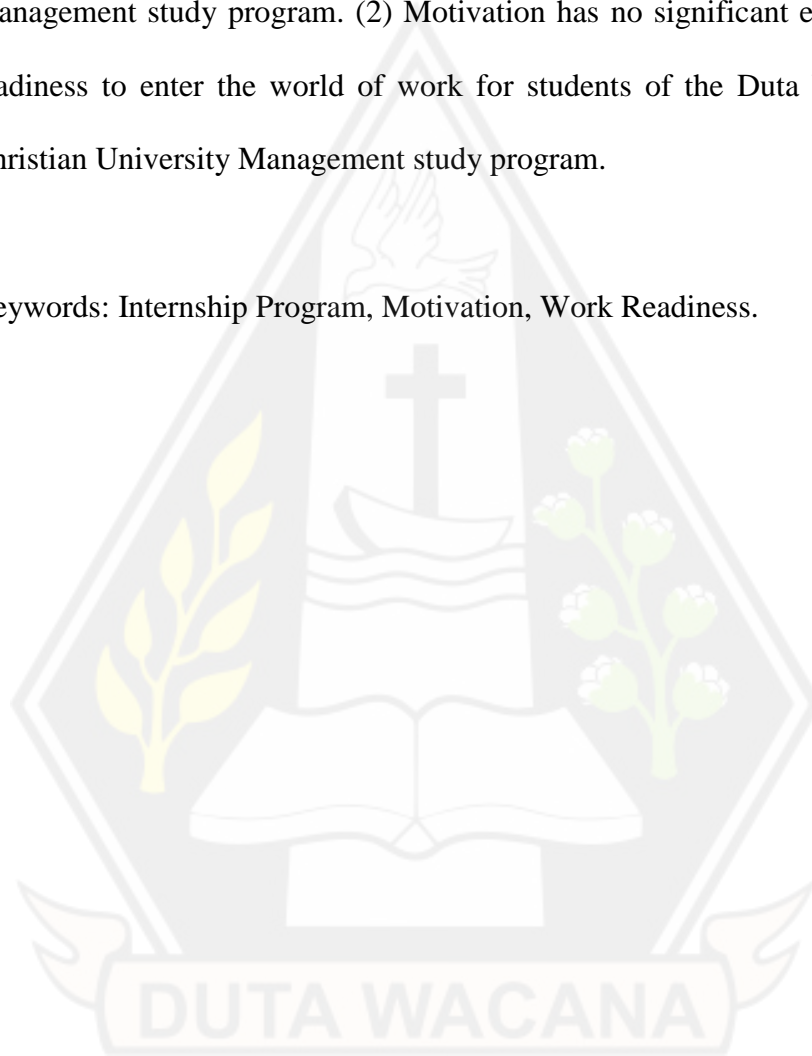 anagement study program. (2) Motivation has no significant e
adiness to enter the world of work for students of the Duta
hristian University Management study program.
eywords: Internship Program, Motivation, Work Readiness.
DUTA WACANA